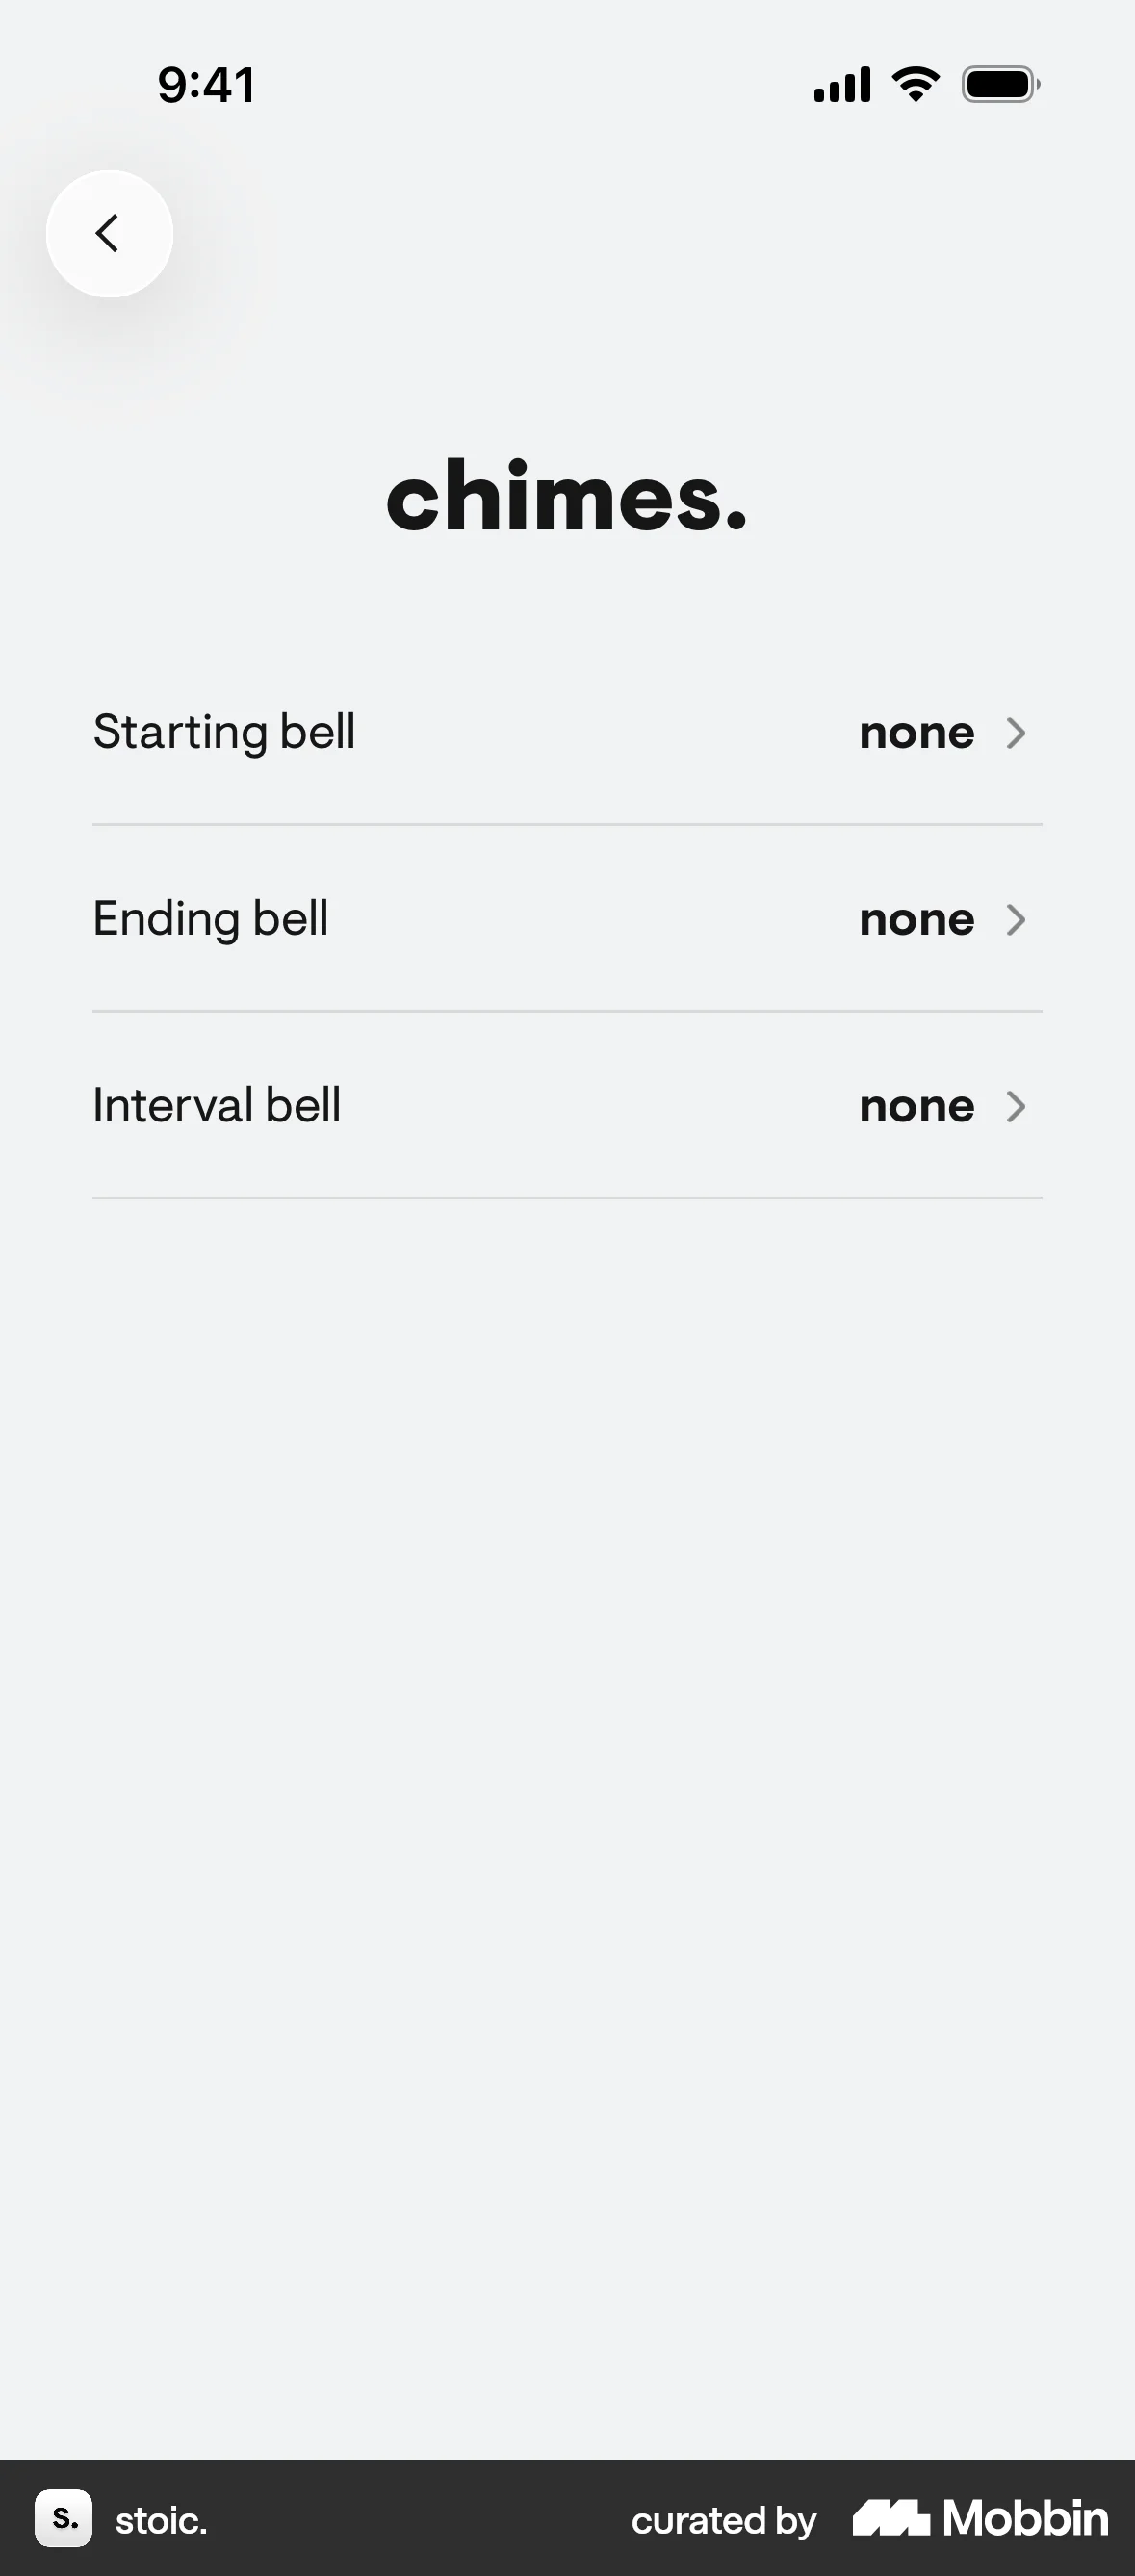 9:41
chimes.
Starting bell none
Ending bell none
Interval bell none
s. stoic. curated by Mobbin